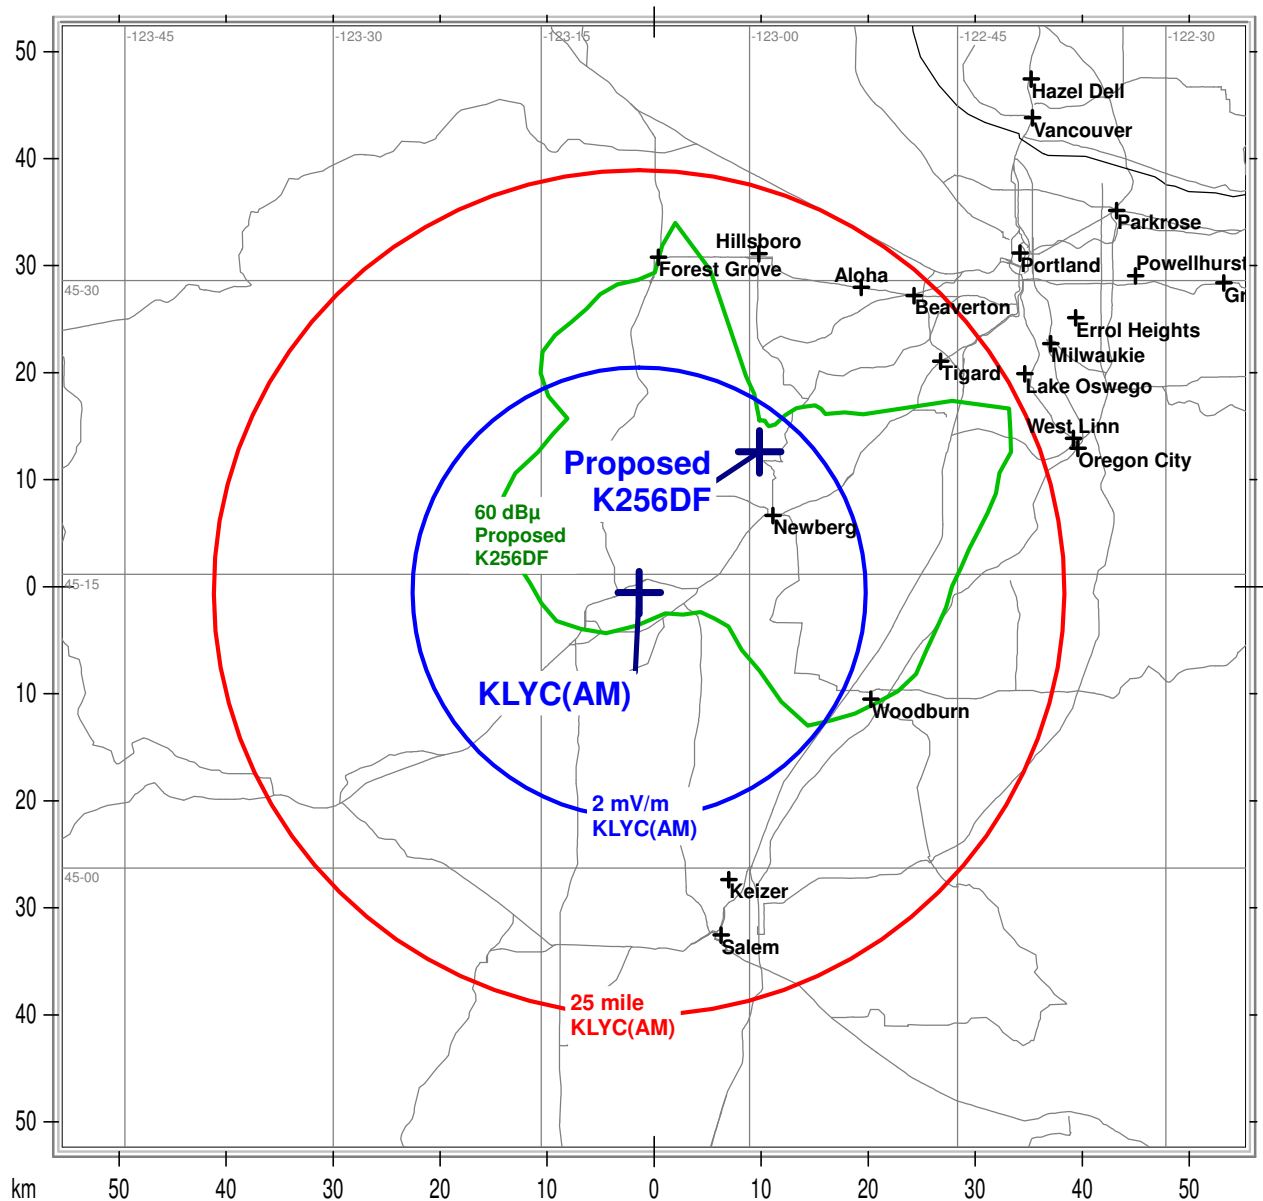 -123-45
-123-30
-123-15
-123-00
-122-45
-122-30
50
40
30
20
10
0
10
20
30
40
50
Hazel Dell
Vancouver
Parkrose
Hillsboro
Forest Grove
Portland
Powellhurst
Aloha
45-30
Gr
Beaverton
Errol Heights
Milwaukie
Tigard
Lake Oswego
West Linn
Oregon City
Proposed
K256DF
60 dBµ
Proposed
K256DF
Newberg
45-15
KLYC(AM)
Woodburn
2 mV/m
KLYC(AM)
45-00
Keizer
Salem
25 mile
KLYC(AM)
km
50
40
30
20
10
0
10
20
30
40
50